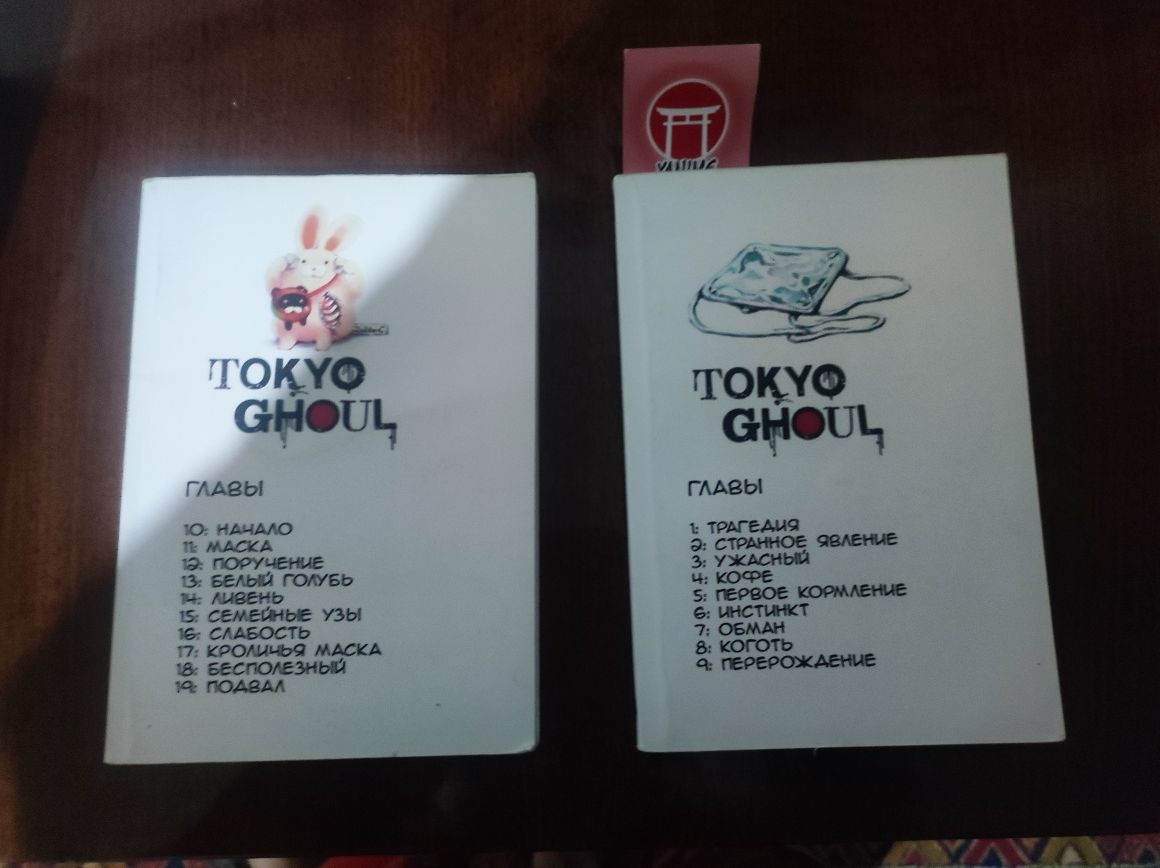 TOKYO
GHOUL
ГЛАВЫ
10: НАЧАЛО
11: МАСКА
12: ПОРУЧЕНИЕ
13: БЕЛЫЙ ГОЛУБЬ
14: ЛИВЕНЬ
15: СЕМЕЙНЫЕ УЗЫ
16: СЛАБОСТЬ
17: КРОЛИЧЬЯ МАСКА
18: БЕСПОЛЕЗНЫЙ
19: ПОДВАЛ
YANIME
TOKYO
GHOUL
ГЛАВЫ
1: ТРАГЕДИЯ
2: СТРАННОЕ ЯВЛЕНИЕ
3: УЖАСНЫЙ
4: КОФЕ
5: ПЕРВОЕ КОРМЛЕНИЕ
6: ИНСТИНКТ
7: ОБМАН
8: КОГОТЬ
9: ПЕРЕРОЖДЕНИЕ